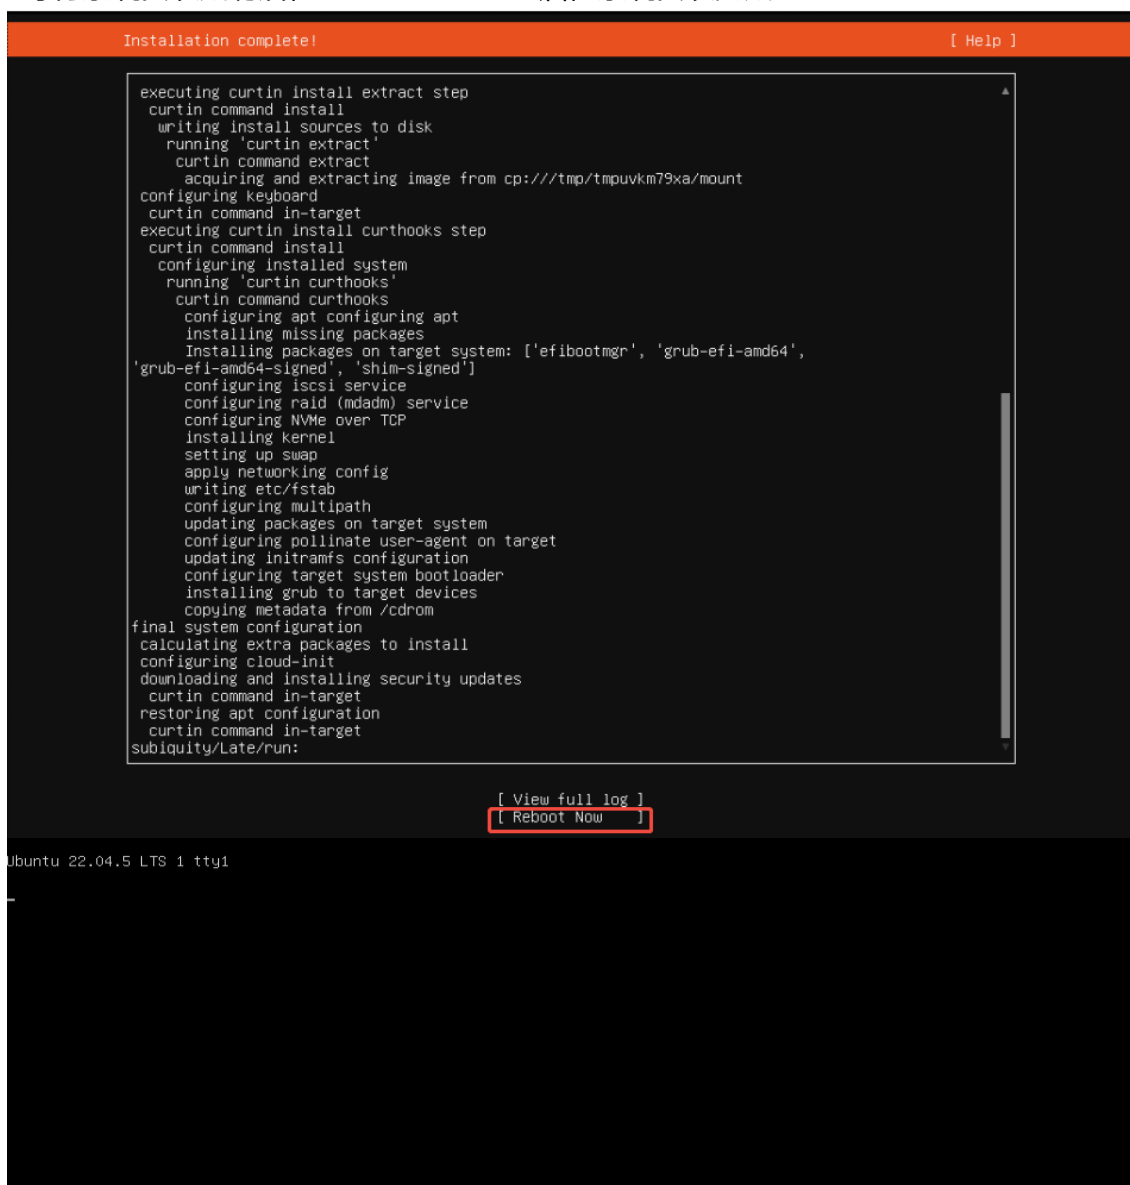 Installation complete! [ Help ]
executing curtin install extract step
curtin command install
writing install sources to disk
running 'curtin extract'
curtin command extract
acquiring and extracting image from cp:///tmp/tmpuvkm79xa/mount
configuring keyboard
curtin command in-target
executing curtin install curthooks step
curtin command install
configuring installed system
running 'curtin curthooks'
curtin command curthooks
configuring apt configuring apt
installing missing packages
Installing packages on target system: ['efibootmgr', 'grub-efi-amd64',
'grub-efi-amd64-signed', 'shim-signed']
configuring iscsi service
configuring raid (mdadm) service
configuring NVMe over TCP
installing kernel
setting up swap
apply networking config
writing etc/fstab
configuring multipath
updating packages on target system
configuring pollinate user-agent on target
updating initramfs configuration
configuring target system bootloader
installing grub to target devices
copying metadata from /cdrom
final system configuration
calculating extra packages to install
configuring cloud-init
downloading and installing security updates
curtin command in-target
restoring apt configuration
curtin command in-target
subiquity/Late/run:
[ View full log ]
[ Reboot Now ]
Ubuntu 22.04.5 LTS 1 tty1